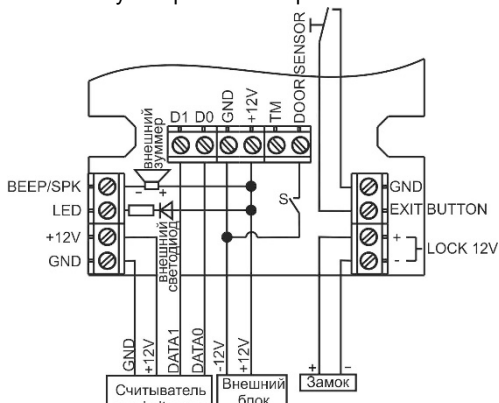 D1 D0 GND +12V TM DOOR SENSOR
внешний
зуммер
BEEP/SPK
LED
+12V
GND
внешний
светодиод
S
GND
EXIT BUTTON
+
-
LOCK 12V
GND
+12V
DATA1
DATA0
-12V
+12V
+ –
Считыватель
Внешний
блок
Замок